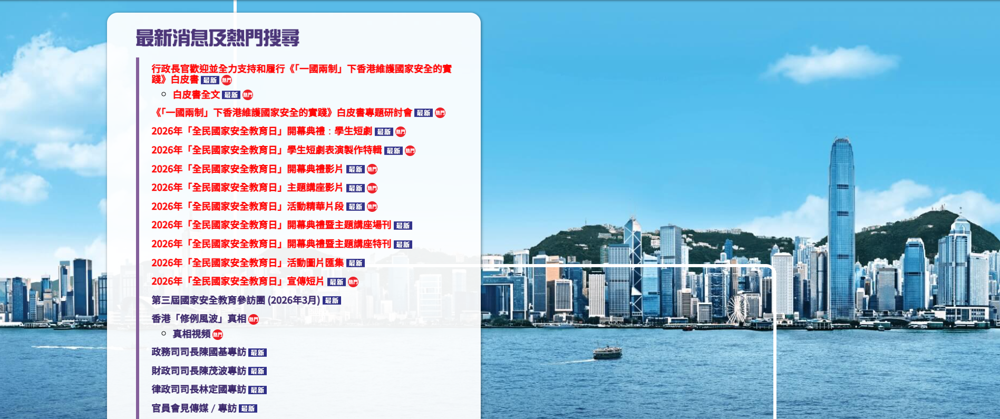 最新消息及熱門搜尋
行政長官歡迎並全力支持和履行《「一國兩制」下香港維護國家安全的實
踐》白皮書 最新 熱門
白皮書全文 最新 熱門
《「一國兩制」下香港維護國家安全的實踐》白皮書專題研討會 最新 熱門
2026年「全民國家安全教育日」開幕典禮：學生短劇 最新 熱門
2026年「全民國家安全教育日」學生短劇表演製作特輯 最新 熱門
2026年「全民國家安全教育日」開幕典禮影片 最新 熱門
2026年「全民國家安全教育日」主題講座影片 最新 熱門
2026年「全民國家安全教育日」活動精華片段 最新 熱門
2026年「全民國家安全教育日」開幕典禮暨主題講座場刊 最新
2026年「全民國家安全教育日」開幕典禮暨主題講座特刊 最新
2026年「全民國家安全教育日」活動圖片匯集 最新
2026年「全民國家安全教育日」宣傳短片 最新 熱門
第三屆國家安全教育參訪團 (2026年3月) 最新
香港「修例風波」真相 熱門
真相視頻 熱門
政務司司長陳國基專訪 最新
財政司司長陳茂波專訪 最新
律政司司長林定國專訪 最新
官員會見傳媒 / 專訪 最新